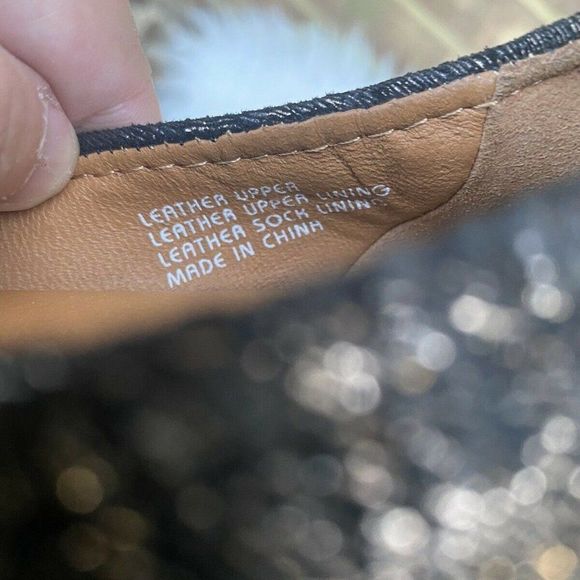 LEATHER UPPER
LEATHER UPPER LINING
LEATHER SOCK LINING
MADE IN CHINA